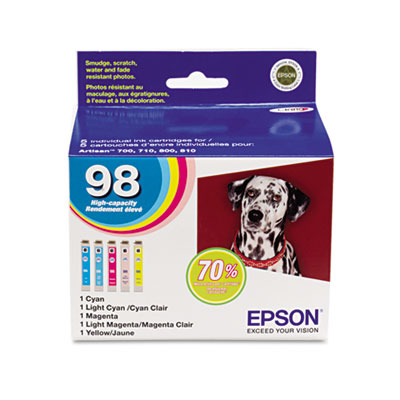 Smudge, scratch,
water and fade
resistant photos.
Photos résistant au
maculage, aux égratignures,
à l'eau et à la décoloration.
EPSON
individual ink cartridges for /
cartouches d'encre individuelles pour:
Artisan™ 700, 710, 800, 810
98
High-capacity
Rendement élevé
70%
1 Cyan
1 Light Cyan /Cyan Clair
1 Magenta
1 Light Magenta/Magenta Clair
1 Yellow/Jaune
EPSON
EXCEED YOUR VISION